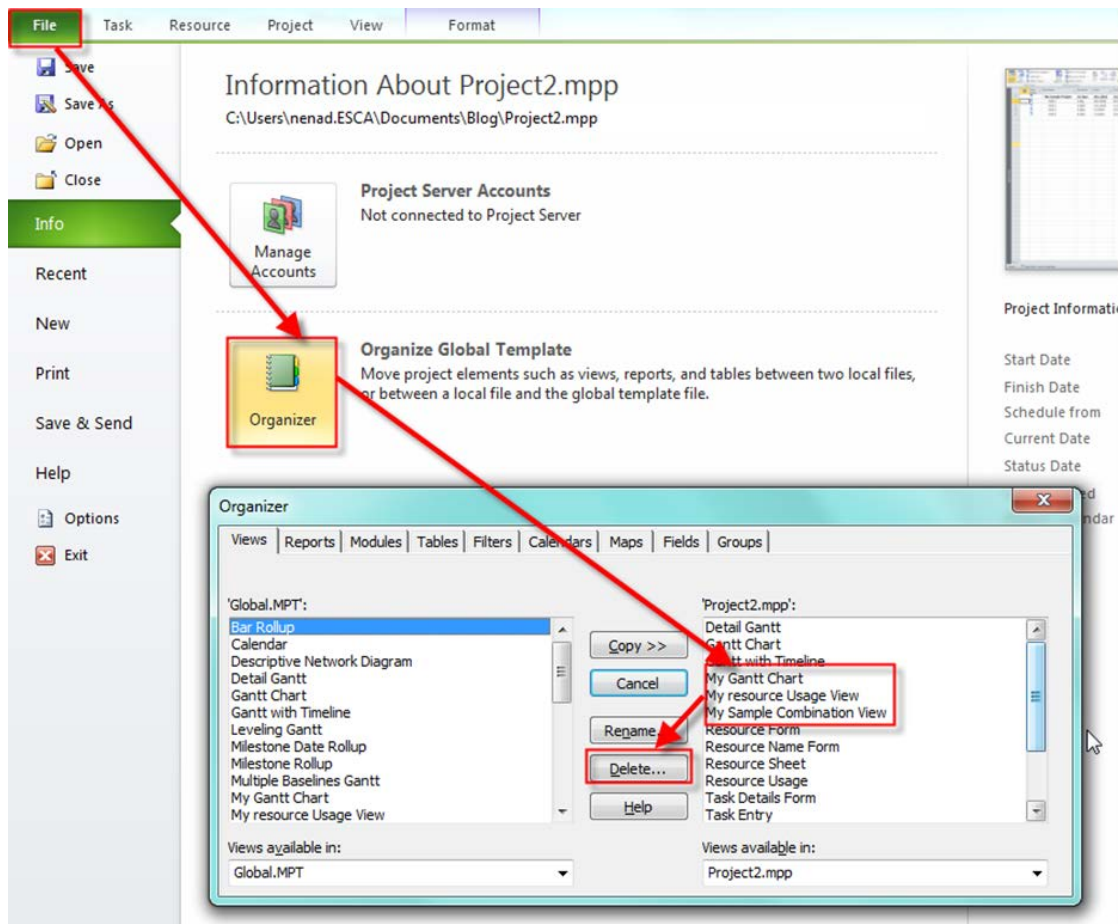 File Task Resource Project View Format
Save
Save As
Open
Close
Info
Recent
New
Print
Save & Send
Help
Options
Exit
Information About Project2.mpp
C:\Users\nenad.ESCA\Documents\Blog\Project2.mpp
Manage
Accounts
Project Server Accounts
Not connected to Project Server
Organizer
Organize Global Template
Move project elements such as views, reports, and tables between two local files,
or between a local file and the global template file.
Project Informati
Start Date
Finish Date
Schedule from
Current Date
Status Date
ed
ndar
Organizer
Views Reports Modules Tables Filters Calendars Maps Fields Groups
'Global.MPT':
Bar Rollup
Calendar
Descriptive Network Diagram
Detail Gantt
Gantt Chart
Gantt with Timeline
Leveling Gantt
Milestone Date Rollup
Milestone Rollup
Multiple Baselines Gantt
My Gantt Chart
My resource Usage View
Copy >>
Cancel
Rename...
Delete...
Help
'Project2.mpp':
Detail Gantt
Gantt Chart
Gantt with Timeline
My Gantt Chart
My resource Usage View
My Sample Combination View
Resource Form
Resource Name Form
Resource Sheet
Resource Usage
Task Details Form
Task Entry
Views available in:
Global.MPT
Views available in:
Project2.mpp